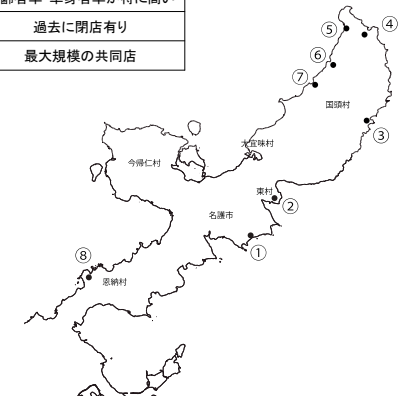 過去に閉店有り
最大規模の共同店
⑤
④
⑥
⑦
国頭村
③
大宜味村
今帰仁村
東村
②
名護市
①
⑧
恩納村